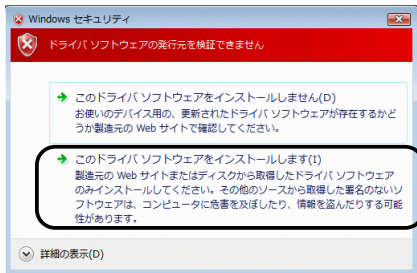 Windows セキュリティ
ドライバ ソフトウェアの発行元を検証できません
このドライバ ソフトウェアをインストールしません(D)
お使いのデバイス用の、更新されたドライバ ソフトウェアが存在するかど
うか製造元の Web サイトで確認してください。
このドライバ ソフトウェアをインストールします(I)
製造元の Web サイトまたはディスクから取得したドライバ ソフトウェア
のみインストールしてください。その他のソースから取得した署名のないソ
フトウェアは、コンピュータに危害を及ぼしたり、情報を盗んだりする可能
性があります。
詳細の表示(D)